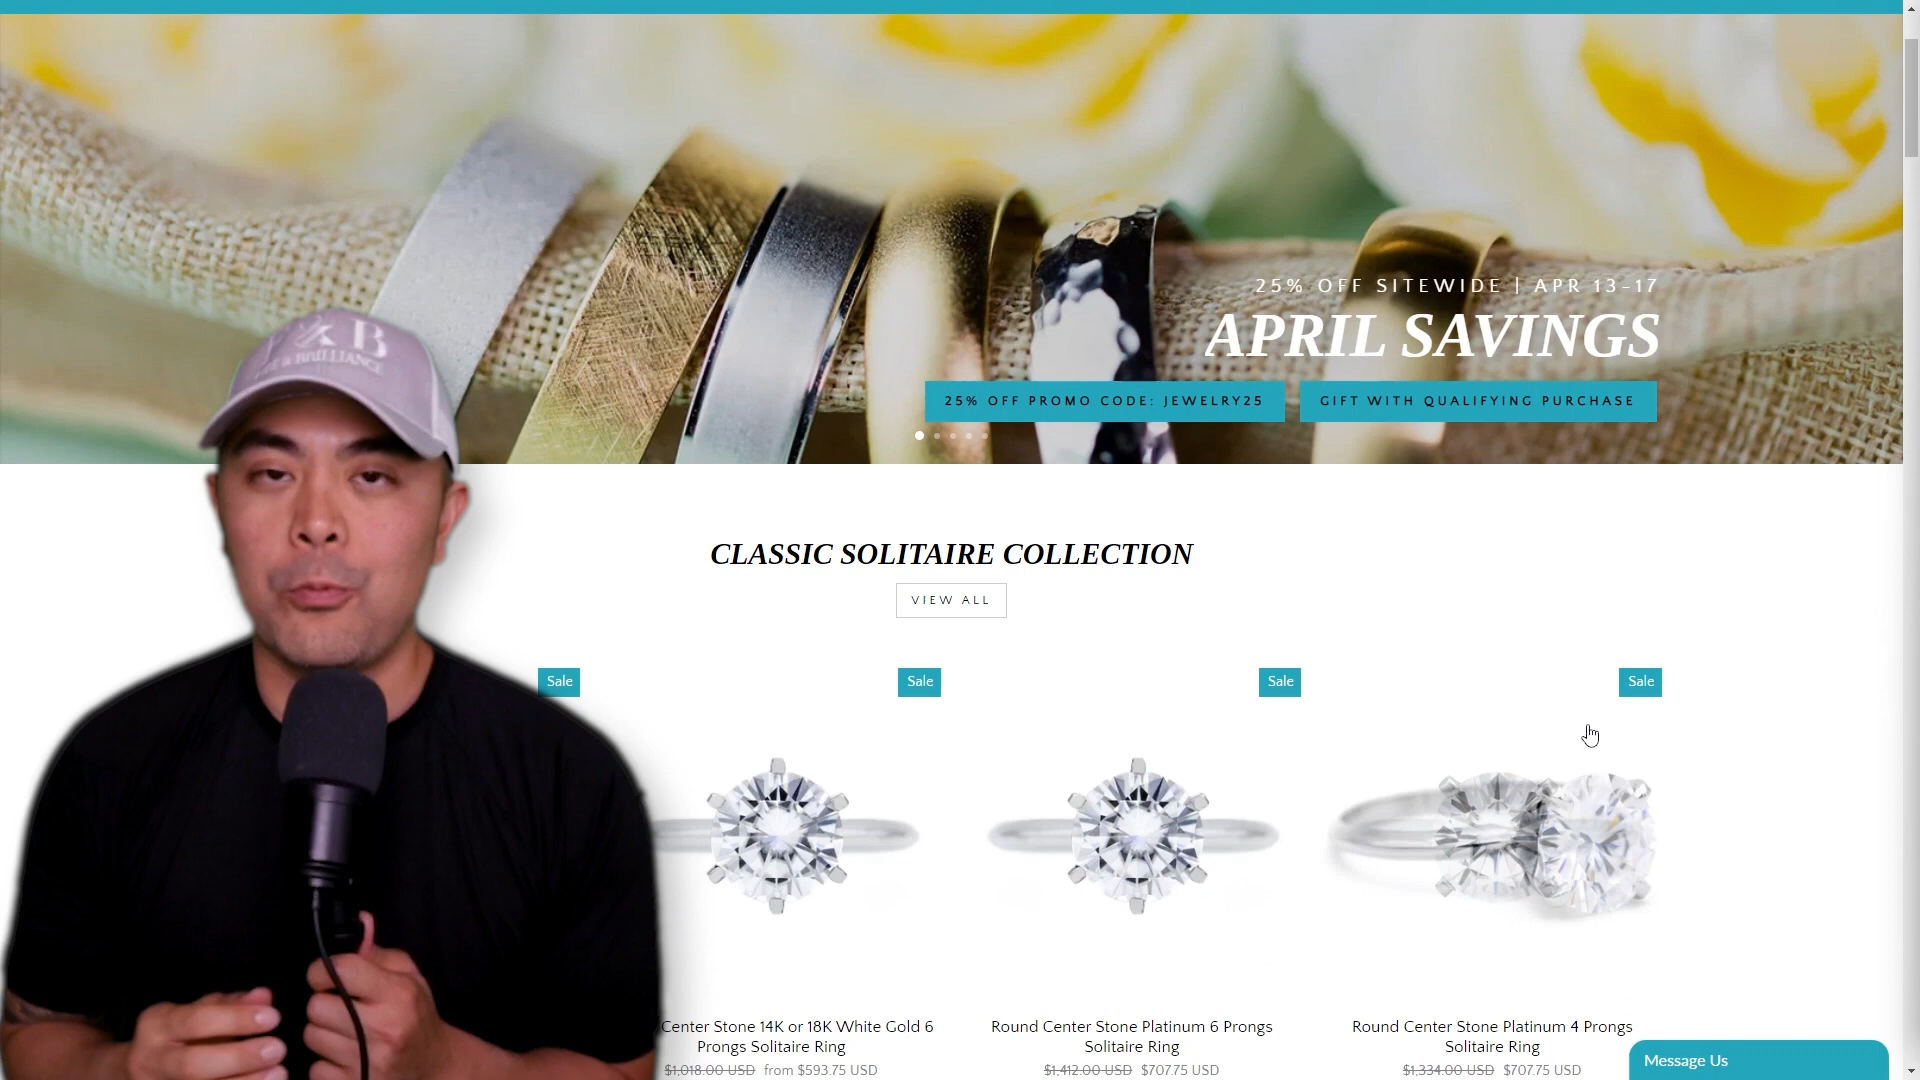 25% OFF SITEWIDE | APR 13-17
APRIL SAVINGS
25% OFF PROMO CODE: JEWELRY25
GIFT WITH QUALIFYING PURCHASE
B
& BRILLIANCE
CLASSIC SOLITAIRE COLLECTION
VIEW ALL
Sale
Sale
Sale
Sale
Center Stone 14K or 18K White Gold 6
Prongs Solitaire Ring
$1,018.00 USD from $593.75 USD
Round Center Stone Platinum 6 Prongs
Solitaire Ring
$1,412.00 USD $707.75 USD
Round Center Stone Platinum 4 Prongs
Solitaire Ring
$1,334.00 USD $707.75 USD
Message Us